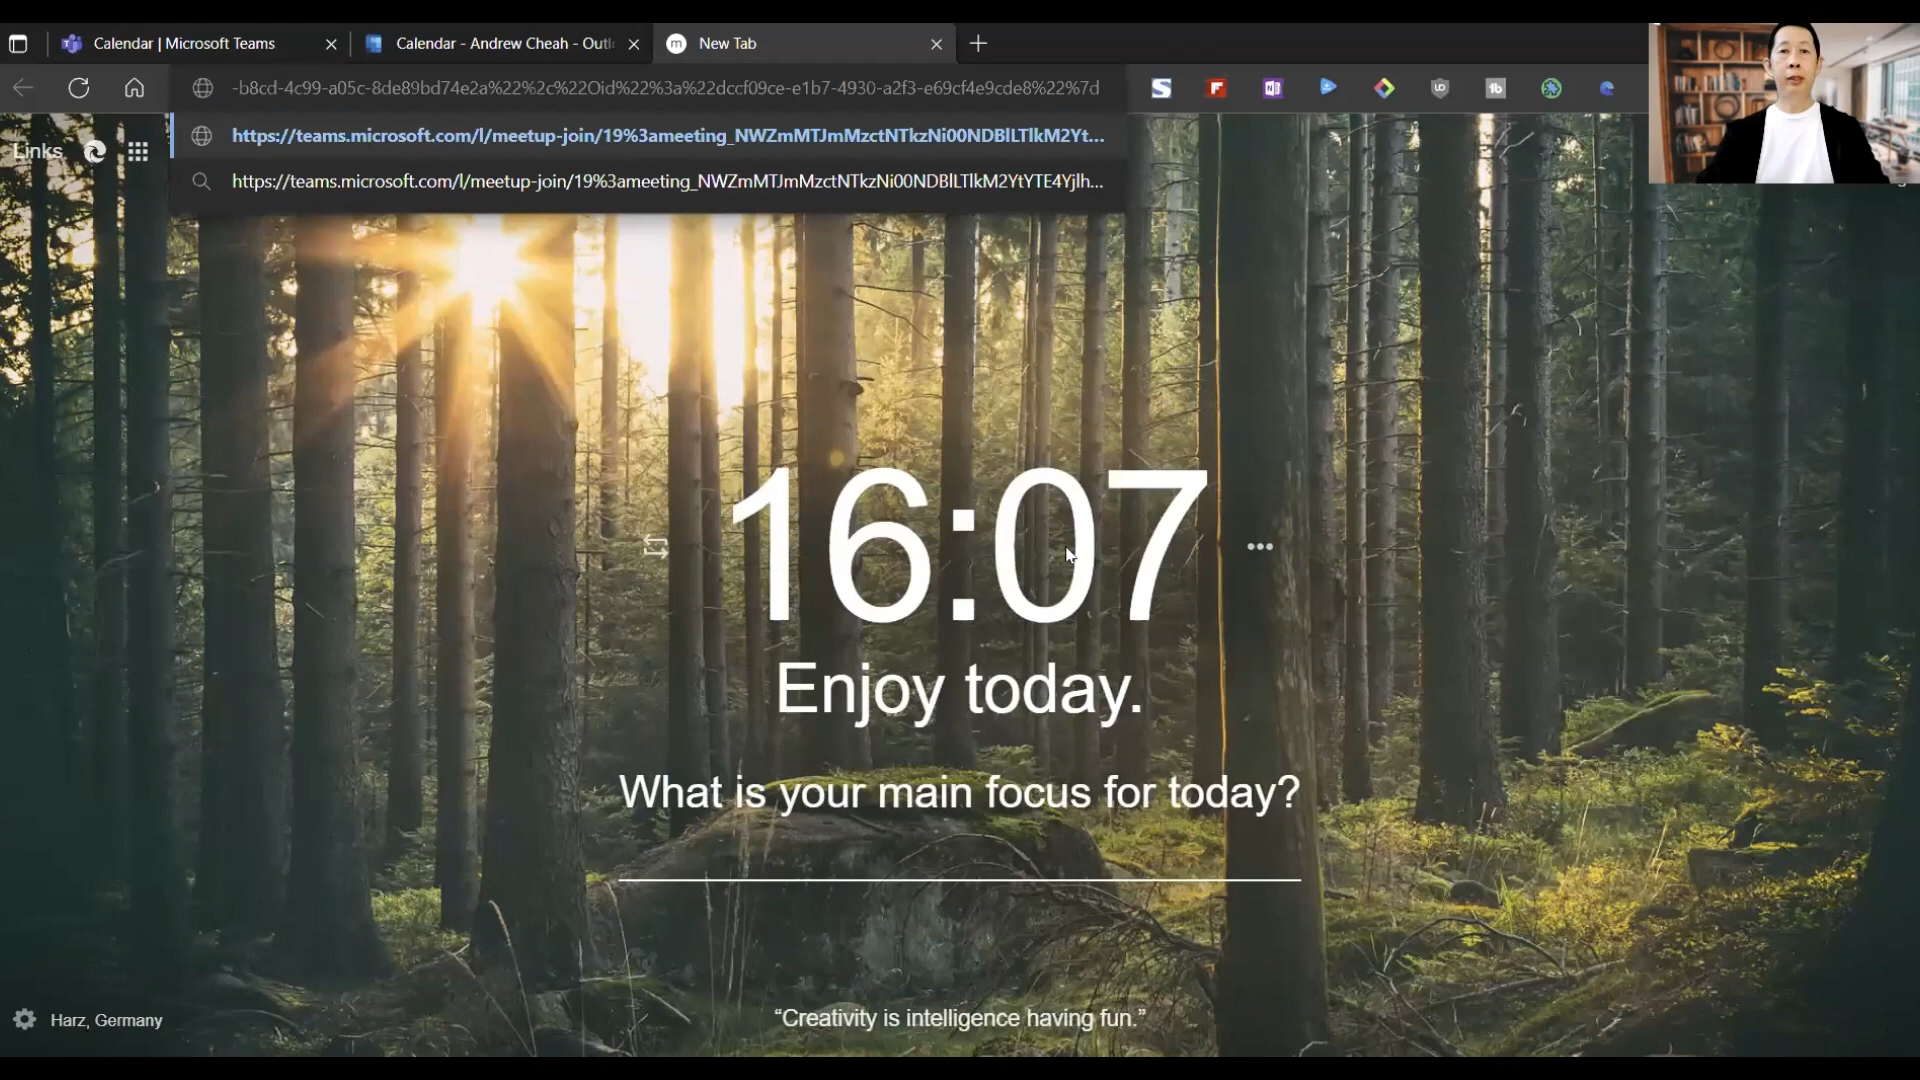 Calendar | Microsoft Teams
Calendar - Andrew Cheah - Outl
New Tab
-b8cd-4c99-a05c-8de89bd74e2a%22%2c%22Oid%22%3a%22dccf09ce-e1b7-4930-a2f3-e69cf4e9cde8%22%7d
https://teams.microsoft.com/l/meetup-join/19%3ameeting_NWZmMTJmMzctNTkzNi00NDBlLTlkM2Yt...
Links
https://teams.microsoft.com/l/meetup-join/19%3ameeting_NWZmMTJmMzctNTkzNi00NDBlLTlkM2YtYTE4Yjlh...
16:07
Enjoy today.
What is your main focus for today?
Harz, Germany
“Creativity is intelligence having fun.”